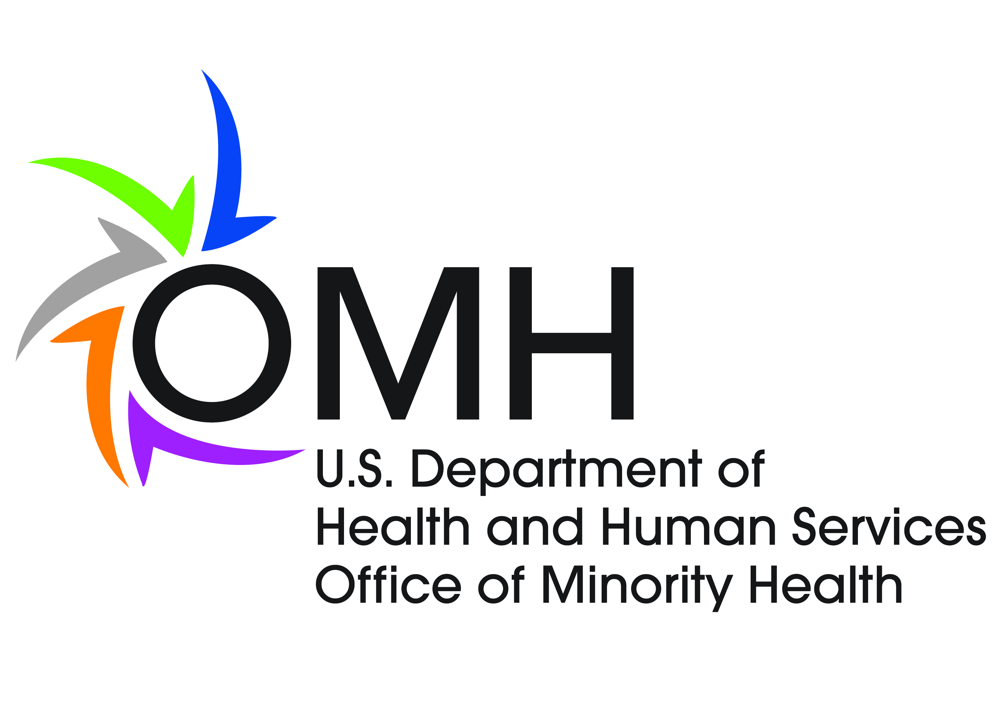 OMH
U.S. Department of
Health and Human Services
Office of Minority Health